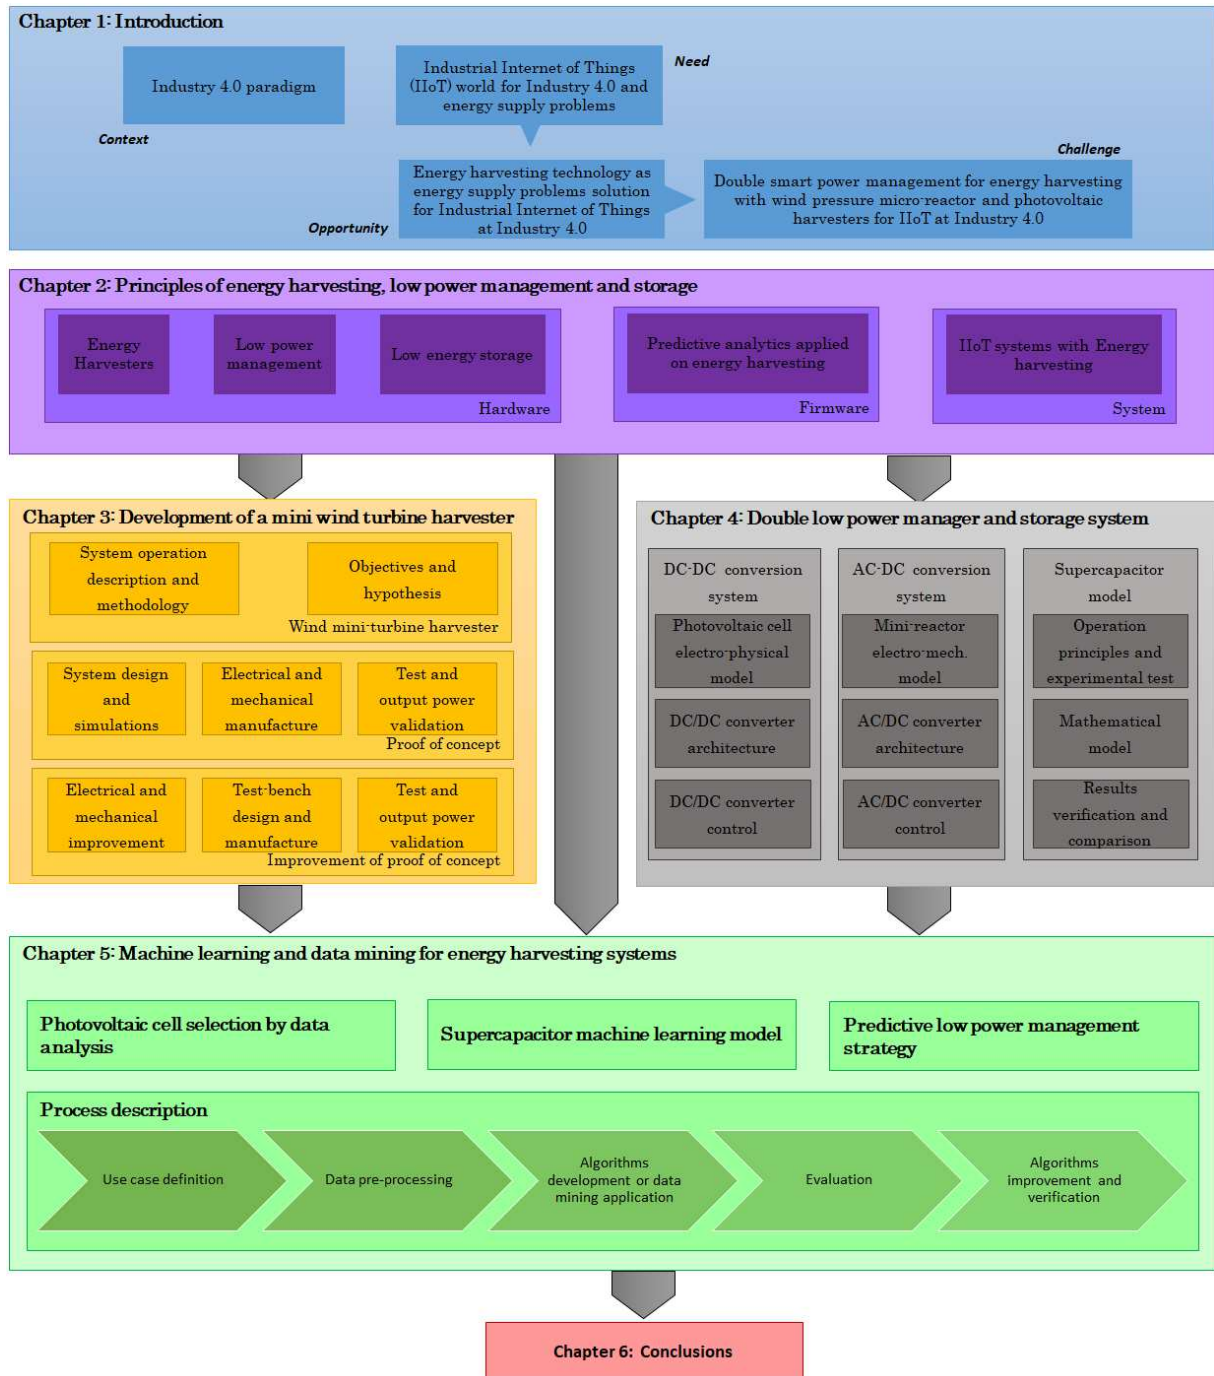 Chapter 1: Introduction
Industry 4.0 paradigm
Context
Industrial Internet of Things
(IIoT) world for Industry 4.0 and
energy supply problems
Need
Energy harvesting technology as
energy supply problems solution
for Industrial Internet of Things
at Industry 4.0
Opportunity
Challenge
Double smart power management for energy harvesting
with wind pressure micro-reactor and photovoltaic
harvesters for IIoT at Industry 4.0
Chapter 2: Principles of energy harvesting, low power management and storage
Energy
Harvesters
Low power
management
Low energy storage
Hardware
Predictive analytics applied
on energy harvesting
Firmware
IIoT systems with Energy
harvesting
System
Chapter 3: Development of a mini wind turbine harvester
System operation
description and
methodology
Objectives and
hypothesis
Wind mini-turbine harvester
System design
and
simulations
Electrical and
mechanical
manufacture
Test and
output power
validation
Proof of concept
Electrical and
mechanical
improvement
Test-bench
design and
manufacture
Test and
output power
validation
Improvement of proof of concept
Chapter 4: Double low power manager and storage system
DC-DC conversion
system
Photovoltaic cell
electro-physical
model
DC/DC converter
architecture
DC/DC converter
control
AC-DC conversion
system
Mini-reactor
electro-mech.
model
AC/DC converter
architecture
AC/DC converter
control
Supercapacitor
model
Operation
principles and
experimental test
Mathematical
model
Results
verification and
comparison
Chapter 5: Machine learning and data mining for energy harvesting systems
Photovoltaic cell selection by data
analysis
Supercapacitor machine learning model
Predictive low power management
strategy
Process description
Use case definition
Data pre-processing
Algorithms
development or data
mining application
Evaluation
Algorithms
improvement and
verification
Chapter 6: Conclusions